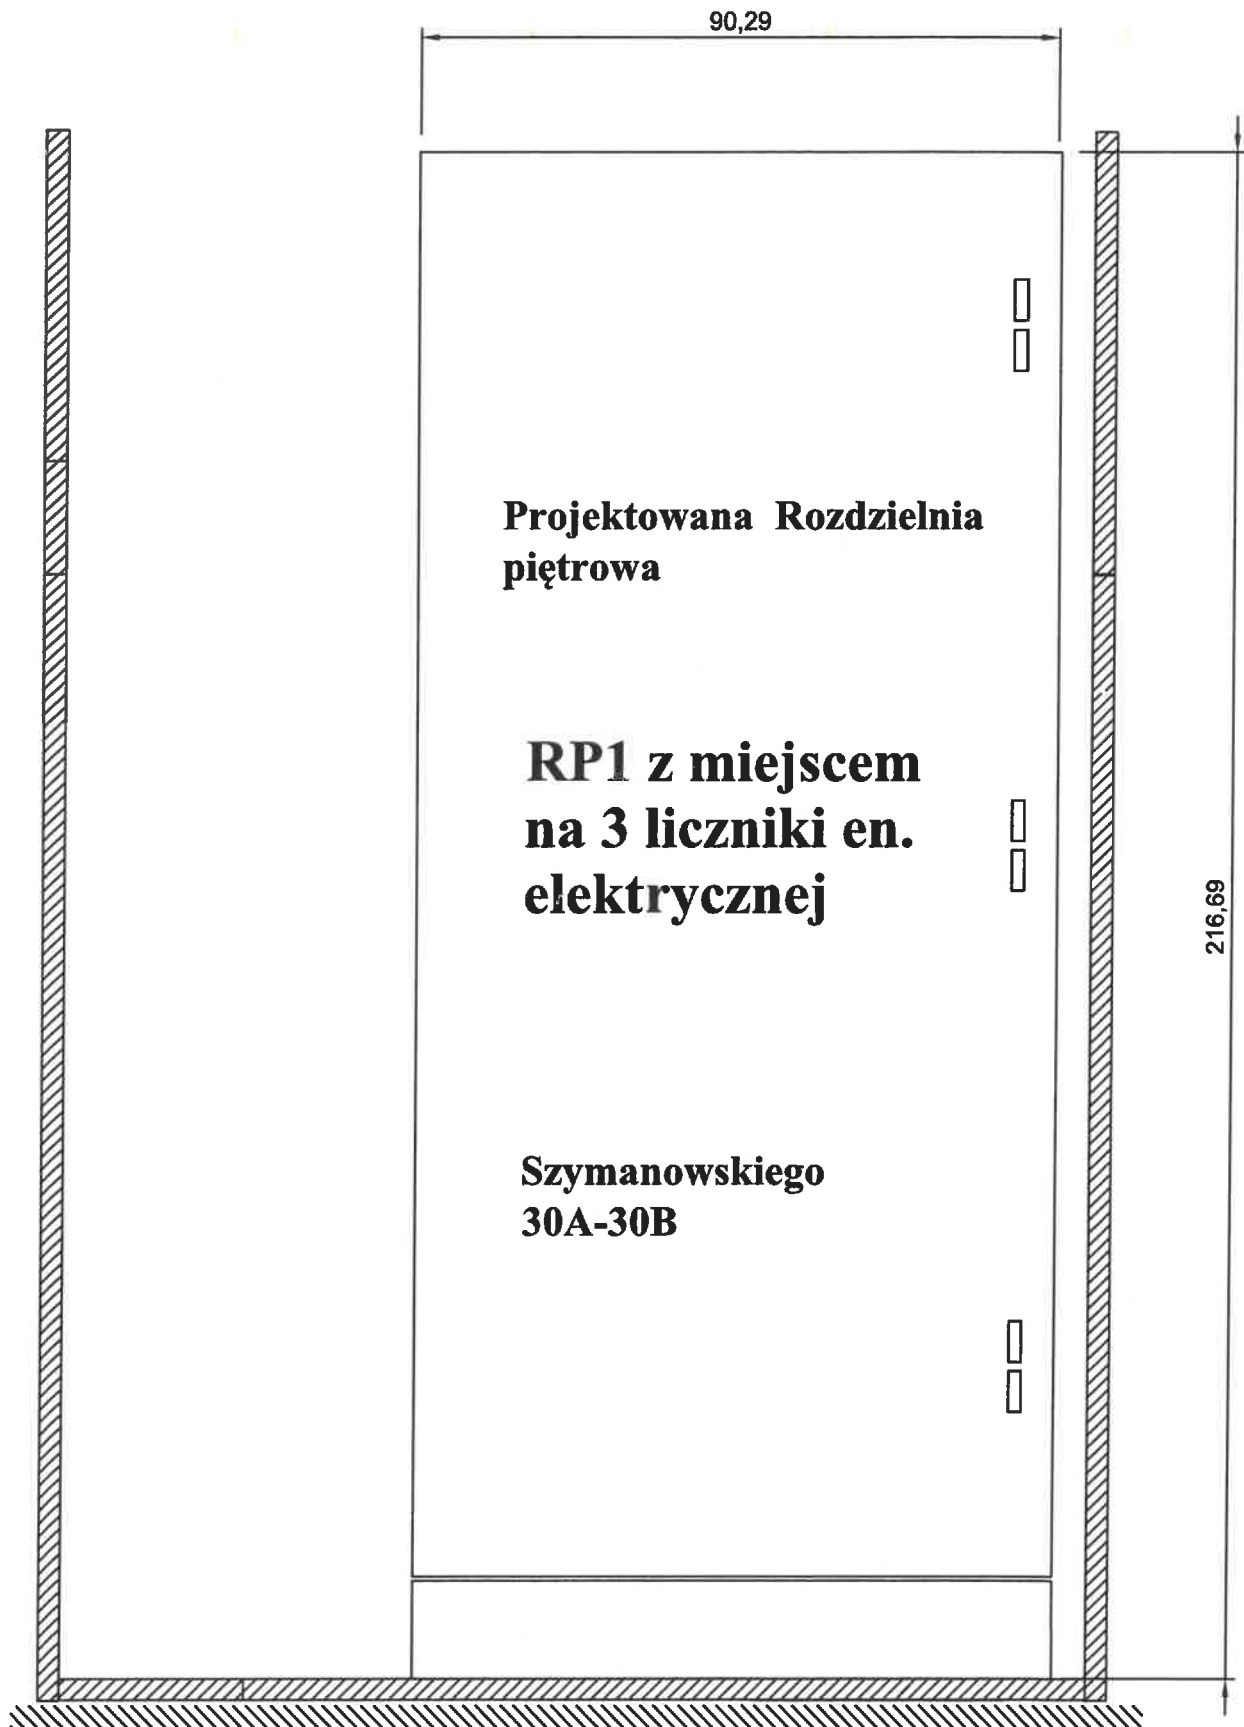 90,29
Projektowana Rozdzielnia
piętrowa
RP1 z miejscem
na 3 liczniki en.
elektrycznej
216,69
Szymanowskiego
30A-30B